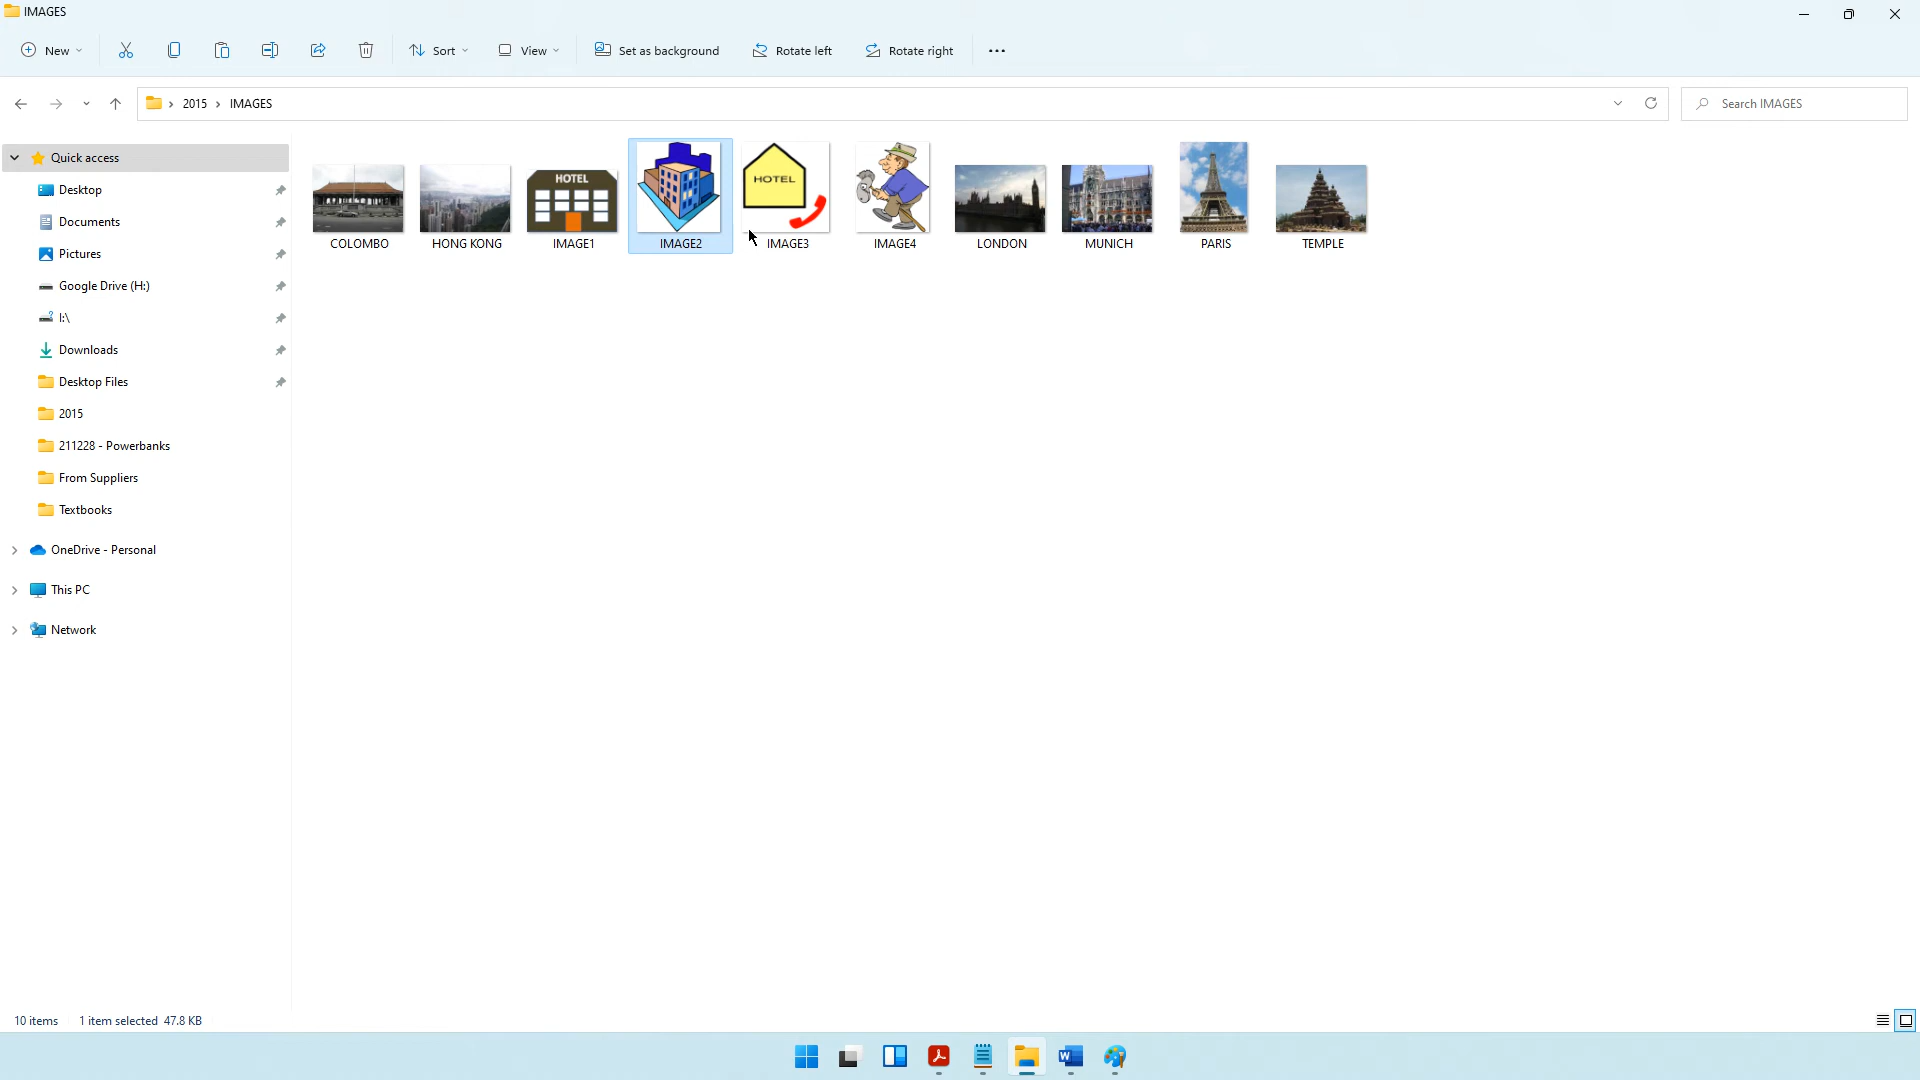 IMAGES
New
Sort
View
Set as background
Rotate left
Rotate right
2015 > IMAGES
Search IMAGES
Quick access
Desktop
Documents
Pictures
Google Drive (H:)
I:\
Downloads
Desktop Files
2015
211228 - Powerbanks
From Suppliers
Textbooks
OneDrive - Personal
This PC
Network
HOTEL
HOTEL
COLOMBO HONG KONG IMAGE1 IMAGE2 IMAGE3 IMAGE4 LONDON MUNICH PARIS TEMPLE
10 items 1 item selected 47.8 KB
W